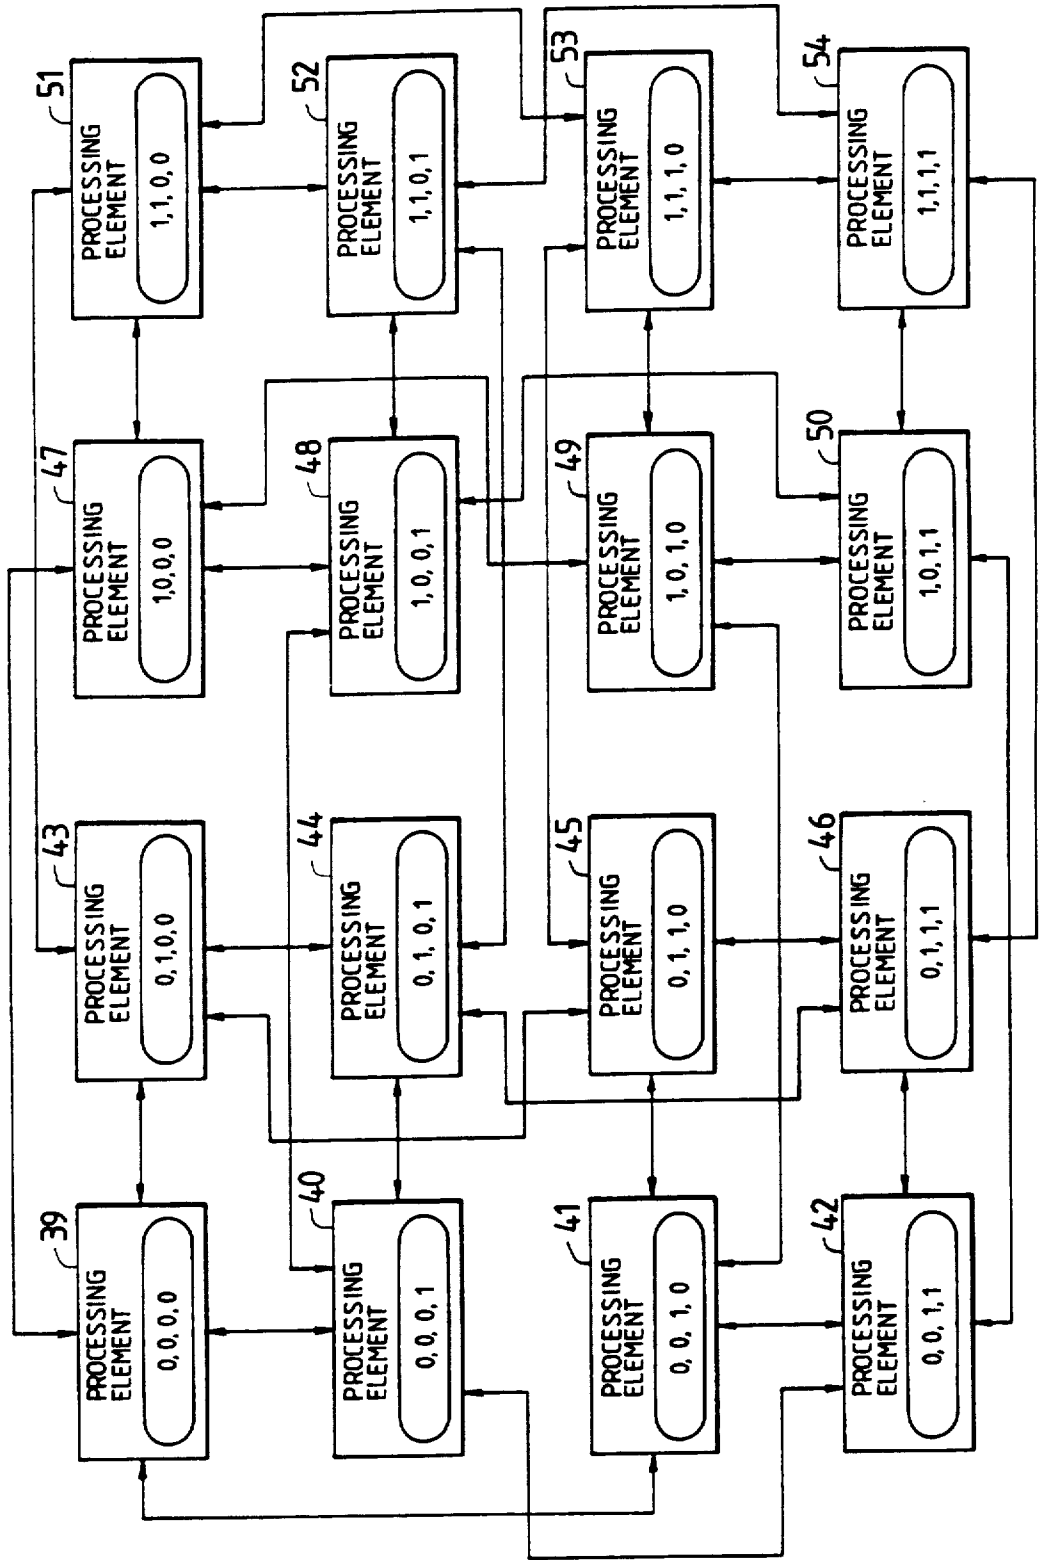 39
PROCESSING
ELEMENT
0, 0, 0, 0
43
PROCESSING
ELEMENT
0, 1, 0, 0
47
PROCESSING
ELEMENT
1, 0, 0, 0
51
PROCESSING
ELEMENT
1, 1, 0, 0
40
PROCESSING
ELEMENT
0, 0, 0, 1
44
PROCESSING
ELEMENT
0, 1, 0, 1
48
PROCESSING
ELEMENT
1, 0, 0, 1
52
PROCESSING
ELEMENT
1, 1, 0, 1
41
PROCESSING
ELEMENT
0, 0, 1, 0
45
PROCESSING
ELEMENT
0, 1, 1, 0
49
PROCESSING
ELEMENT
1, 0, 1, 0
53
PROCESSING
ELEMENT
1, 1, 1, 0
42
PROCESSING
ELEMENT
0, 0, 1, 1
46
PROCESSING
ELEMENT
0, 1, 1, 1
50
PROCESSING
ELEMENT
1, 0, 1, 1
54
PROCESSING
ELEMENT
1, 1, 1, 1